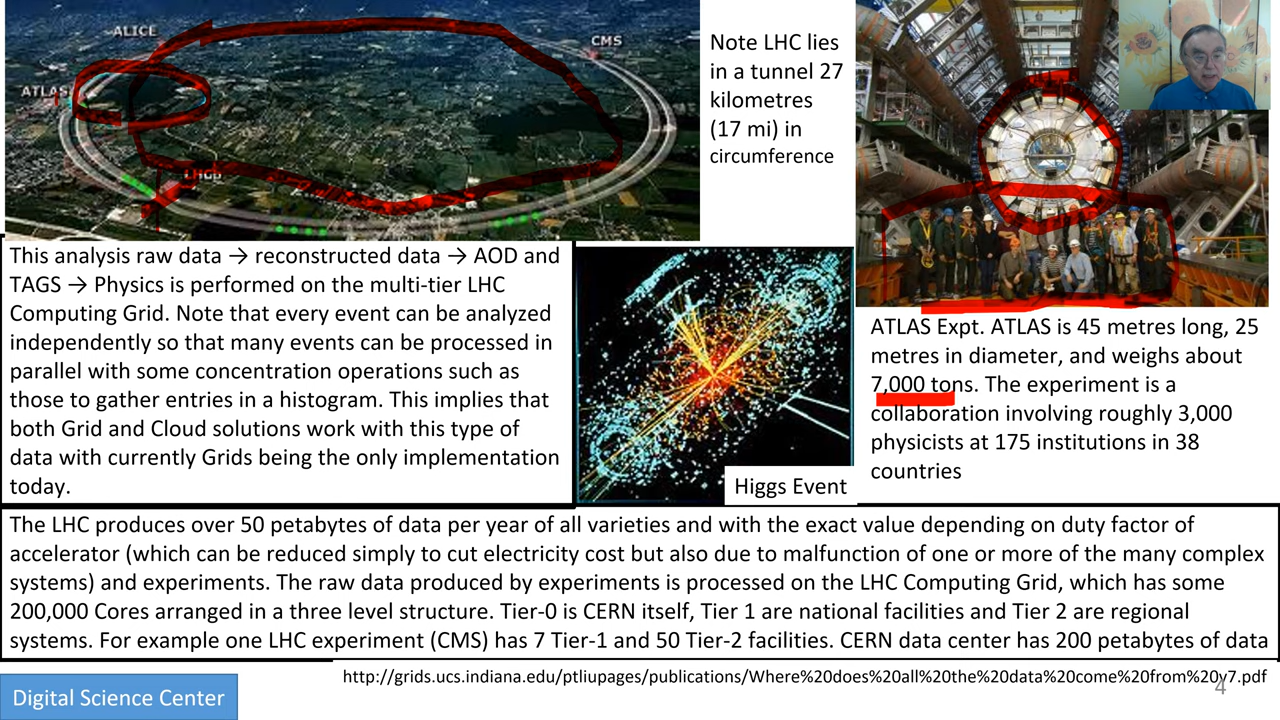 ALICE
CMS
ATLAS
LHCb
Note LHC lies
in a tunnel 27
kilometres
(17 mi) in
circumference
This analysis raw data → reconstructed data → AOD and
TAGS → Physics is performed on the multi-tier LHC
Computing Grid. Note that every event can be analyzed
independently so that many events can be processed in
parallel with some concentration operations such as
those to gather entries in a histogram. This implies that
both Grid and Cloud solutions work with this type of
data with currently Grids being the only implementation
today.
Higgs Event
ATLAS Expt. ATLAS is 45 metres long, 25
metres in diameter, and weighs about
7,000 tons. The experiment is a
collaboration involving roughly 3,000
physicists at 175 institutions in 38
countries
The LHC produces over 50 petabytes of data per year of all varieties and with the exact value depending on duty factor of
accelerator (which can be reduced simply to cut electricity cost but also due to malfunction of one or more of the many complex
systems) and experiments. The raw data produced by experiments is processed on the LHC Computing Grid, which has some
200,000 Cores arranged in a three level structure. Tier-0 is CERN itself, Tier 1 are national facilities and Tier 2 are regional
systems. For example one LHC experiment (CMS) has 7 Tier-1 and 50 Tier-2 facilities. CERN data center has 200 petabytes of data
http://grids.ucs.indiana.edu/ptliupages/publications/Where%20does%20all%20the%20data%20come%20from%20v7.pdf
4
Digital Science Center